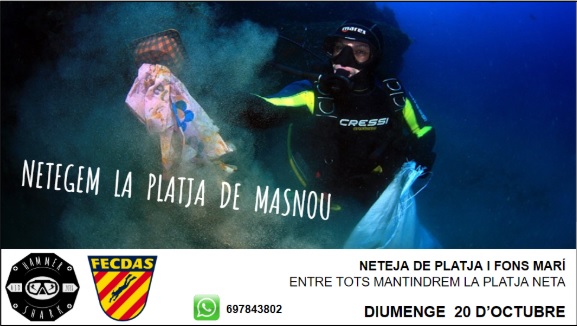 mares
CRESSI
NETEGEM LA PLATJA DE MASNOU
HAMMER
SHARK
FECDAS
697843802
NETEJA DE PLATJA I FONS MARÍ
ENTRE TOTS MANTINDREM LA PLATJA NETA
DIUMENGE 20 D'OCTUBRE